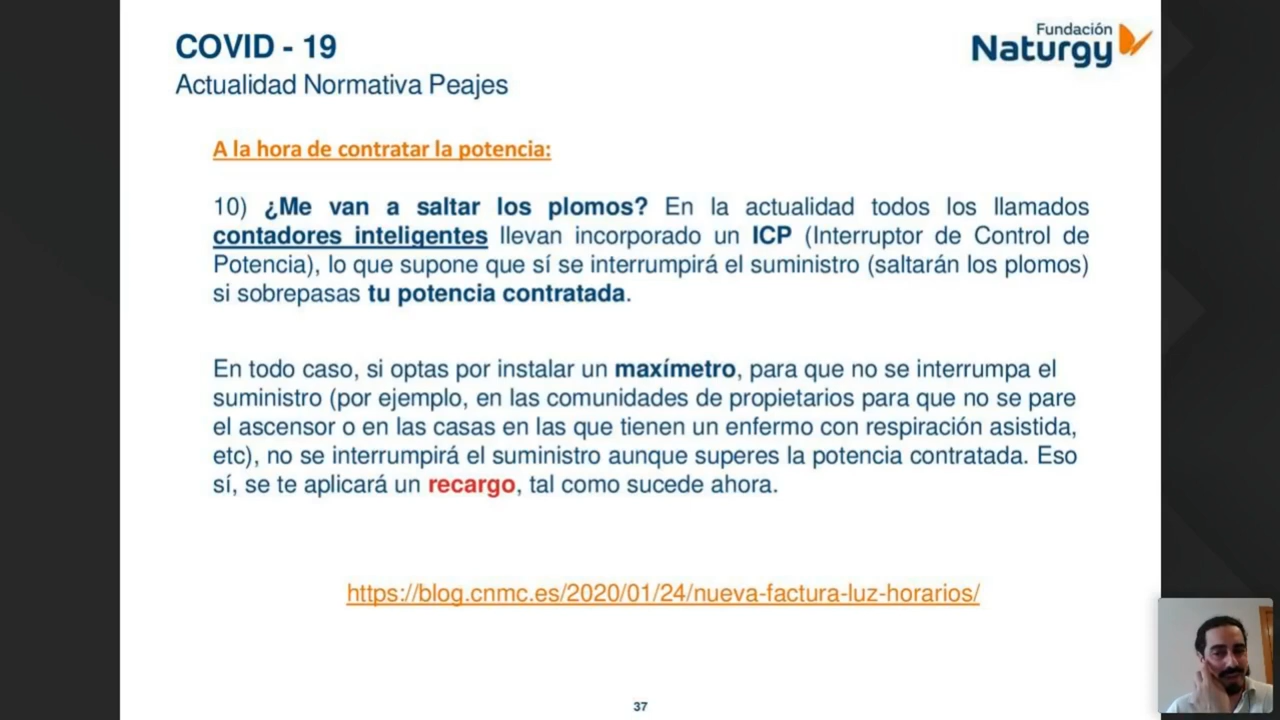 COVID - 19
Actualidad Normativa Peajes
Fundación
Naturgy
A la hora de contratar la potencia:
10) ¿Me van a saltar los plomos? En la actualidad todos los llamados
contadores inteligentes llevan incorporado un ICP (Interruptor de Control de
Potencia), lo que supone que sí se interrumpirá el suministro (saltarán los plomos)
si sobrepasas tu potencia contratada.
En todo caso, si optas por instalar un maxímetro, para que no se interrumpa el
suministro (por ejemplo, en las comunidades de propietarios para que no se pare
el ascensor o en las casas en las que tienen un enfermo con respiración asistida,
etc), no se interrumpirá el suministro aunque superes la potencia contratada. Eso
sí, se te aplicará un recargo, tal como sucede ahora.
https://blog.cnmc.es/2020/01/24/nueva-factura-luz-horarios/
37